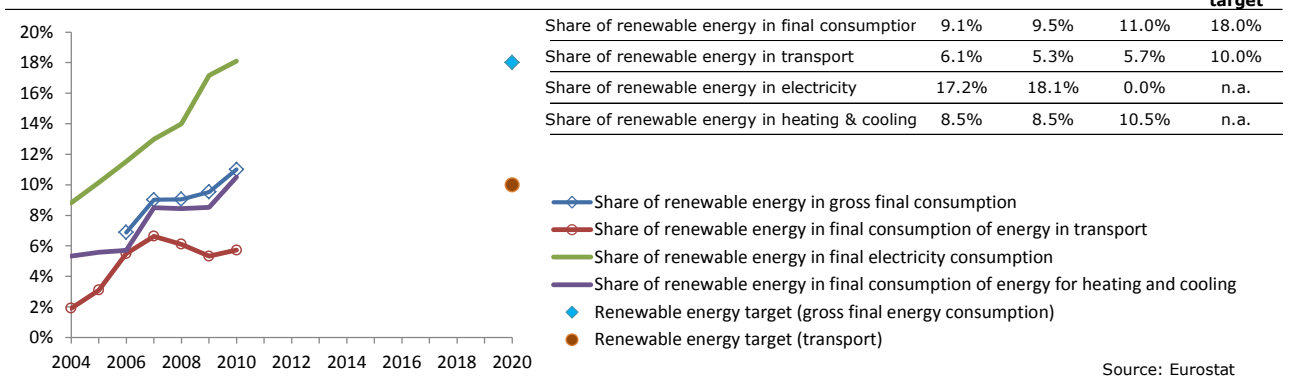 target
Share of renewable energy in final consumption 9.1% 9.5% 11.0% 18.0%
Share of renewable energy in transport 6.1% 5.3% 5.7% 10.0%
Share of renewable energy in electricity 17.2% 18.1% 0.0% n.a.
Share of renewable energy in heating & cooling 8.5% 8.5% 10.5% n.a.
20%
18%
16%
14%
12%
10%
8%
6%
4%
2%
0%
2004 2006 2008 2010 2012 2014 2016 2018 2020
Share of renewable energy in gross final consumption
Share of renewable energy in final consumption of energy in transport
Share of renewable energy in final electricity consumption
Share of renewable energy in final consumption of energy for heating and cooling
Renewable energy target (gross final energy consumption)
Renewable energy target (transport)
Source: Eurostat